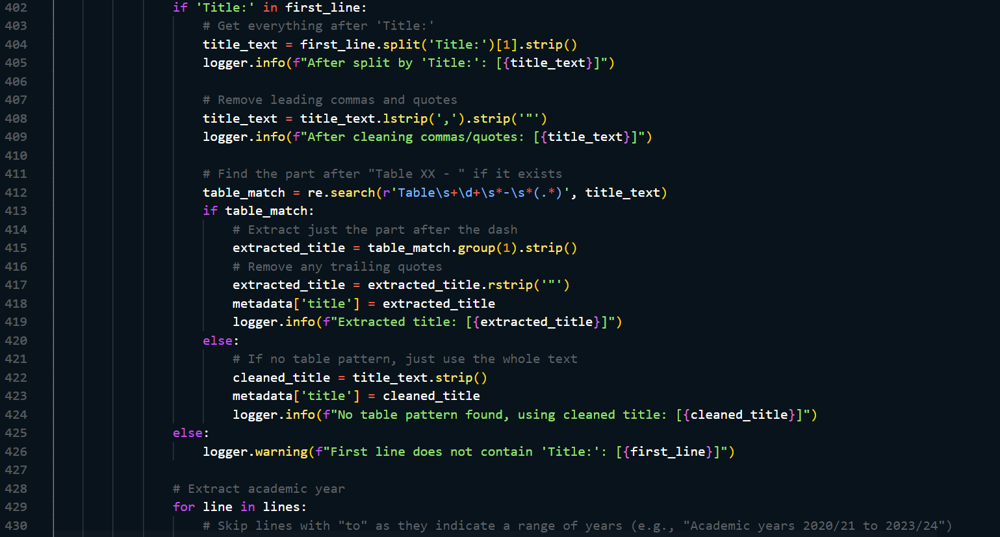 402 if 'Title:' in first_line:
403 # Get everything after 'Title:'
404 title_text = first_line.split('Title:')[1].strip()
405 logger.info(f"After split by 'Title:': [{title_text}]")
406
407 # Remove leading commas and quotes
408 title_text = title_text.lstrip(',').strip('"')
409 logger.info(f"After cleaning commas/quotes: [{title_text}]")
410
411 # Find the part after "Table XX - " if it exists
412 table_match = re.search(r'Table\s+\d+\s*-\s*(.*)', title_text)
413 if table_match:
414 # Extract just the part after the dash
415 extracted_title = table_match.group(1).strip()
416 # Remove any trailing quotes
417 extracted_title = extracted_title.rstrip('"')
418 metadata['title'] = extracted_title
419 logger.info(f"Extracted title: [{extracted_title}]")
420 else:
421 # If no table pattern, just use the whole text
422 cleaned_title = title_text.strip()
423 metadata['title'] = cleaned_title
424 logger.info(f"No table pattern found, using cleaned title: [{cleaned_title}]")
425 else:
426 logger.warning(f"First line does not contain 'Title:': [{first_line}]")
427
428 # Extract academic year
429 for line in lines:
430 # Skip lines with "to" as they indicate a range of years (e.g., "Academic years 2020/21 to 2023/24")